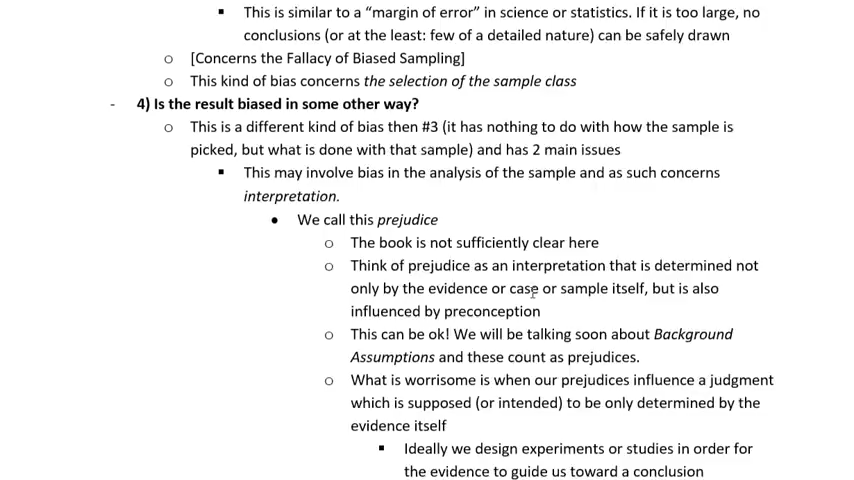 ▪ This is similar to a “margin of error” in science or statistics. If it is too large, no
conclusions (or at the least: few of a detailed nature) can be safely drawn
o [Concerns the Fallacy of Biased Sampling]
o This kind of bias concerns the selection of the sample class
- 4) Is the result biased in some other way?
o This is a different kind of bias then #3 (it has nothing to do with how the sample is
picked, but what is done with that sample) and has 2 main issues
▪ This may involve bias in the analysis of the sample and as such concerns
interpretation.
• We call this prejudice
o The book is not sufficiently clear here
o Think of prejudice as an interpretation that is determined not
only by the evidence or case or sample itself, but is also
influenced by preconception
o This can be ok! We will be talking soon about Background
Assumptions and these count as prejudices.
o What is worrisome is when our prejudices influence a judgment
which is supposed (or intended) to be only determined by the
evidence itself
▪ Ideally we design experiments or studies in order for
the evidence to guide us toward a conclusion